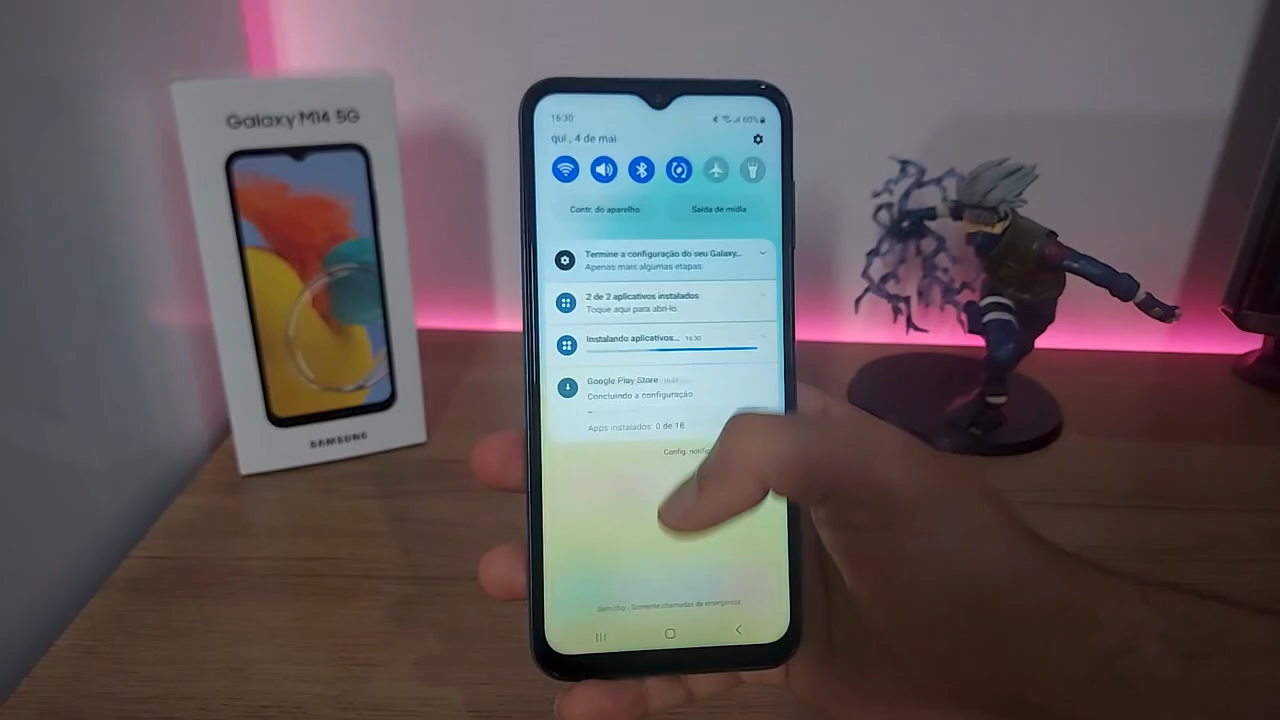 Galaxy M14 5G
SAMSUNG
16:30
60%
qui., 4 de mai
Contr. do aparelho
Saída de mídia
Termine a configuração do seu Galaxy...
Apenas mais algumas etapas
2 de 2 aplicativos instalados
Toque aqui para abri-lo
Instalando aplicativos... 16:30
Google Play Store
Concluindo a configuração
Apps instalados: 0 de 18
Config.
Sem chip | Somente chamadas de emergência